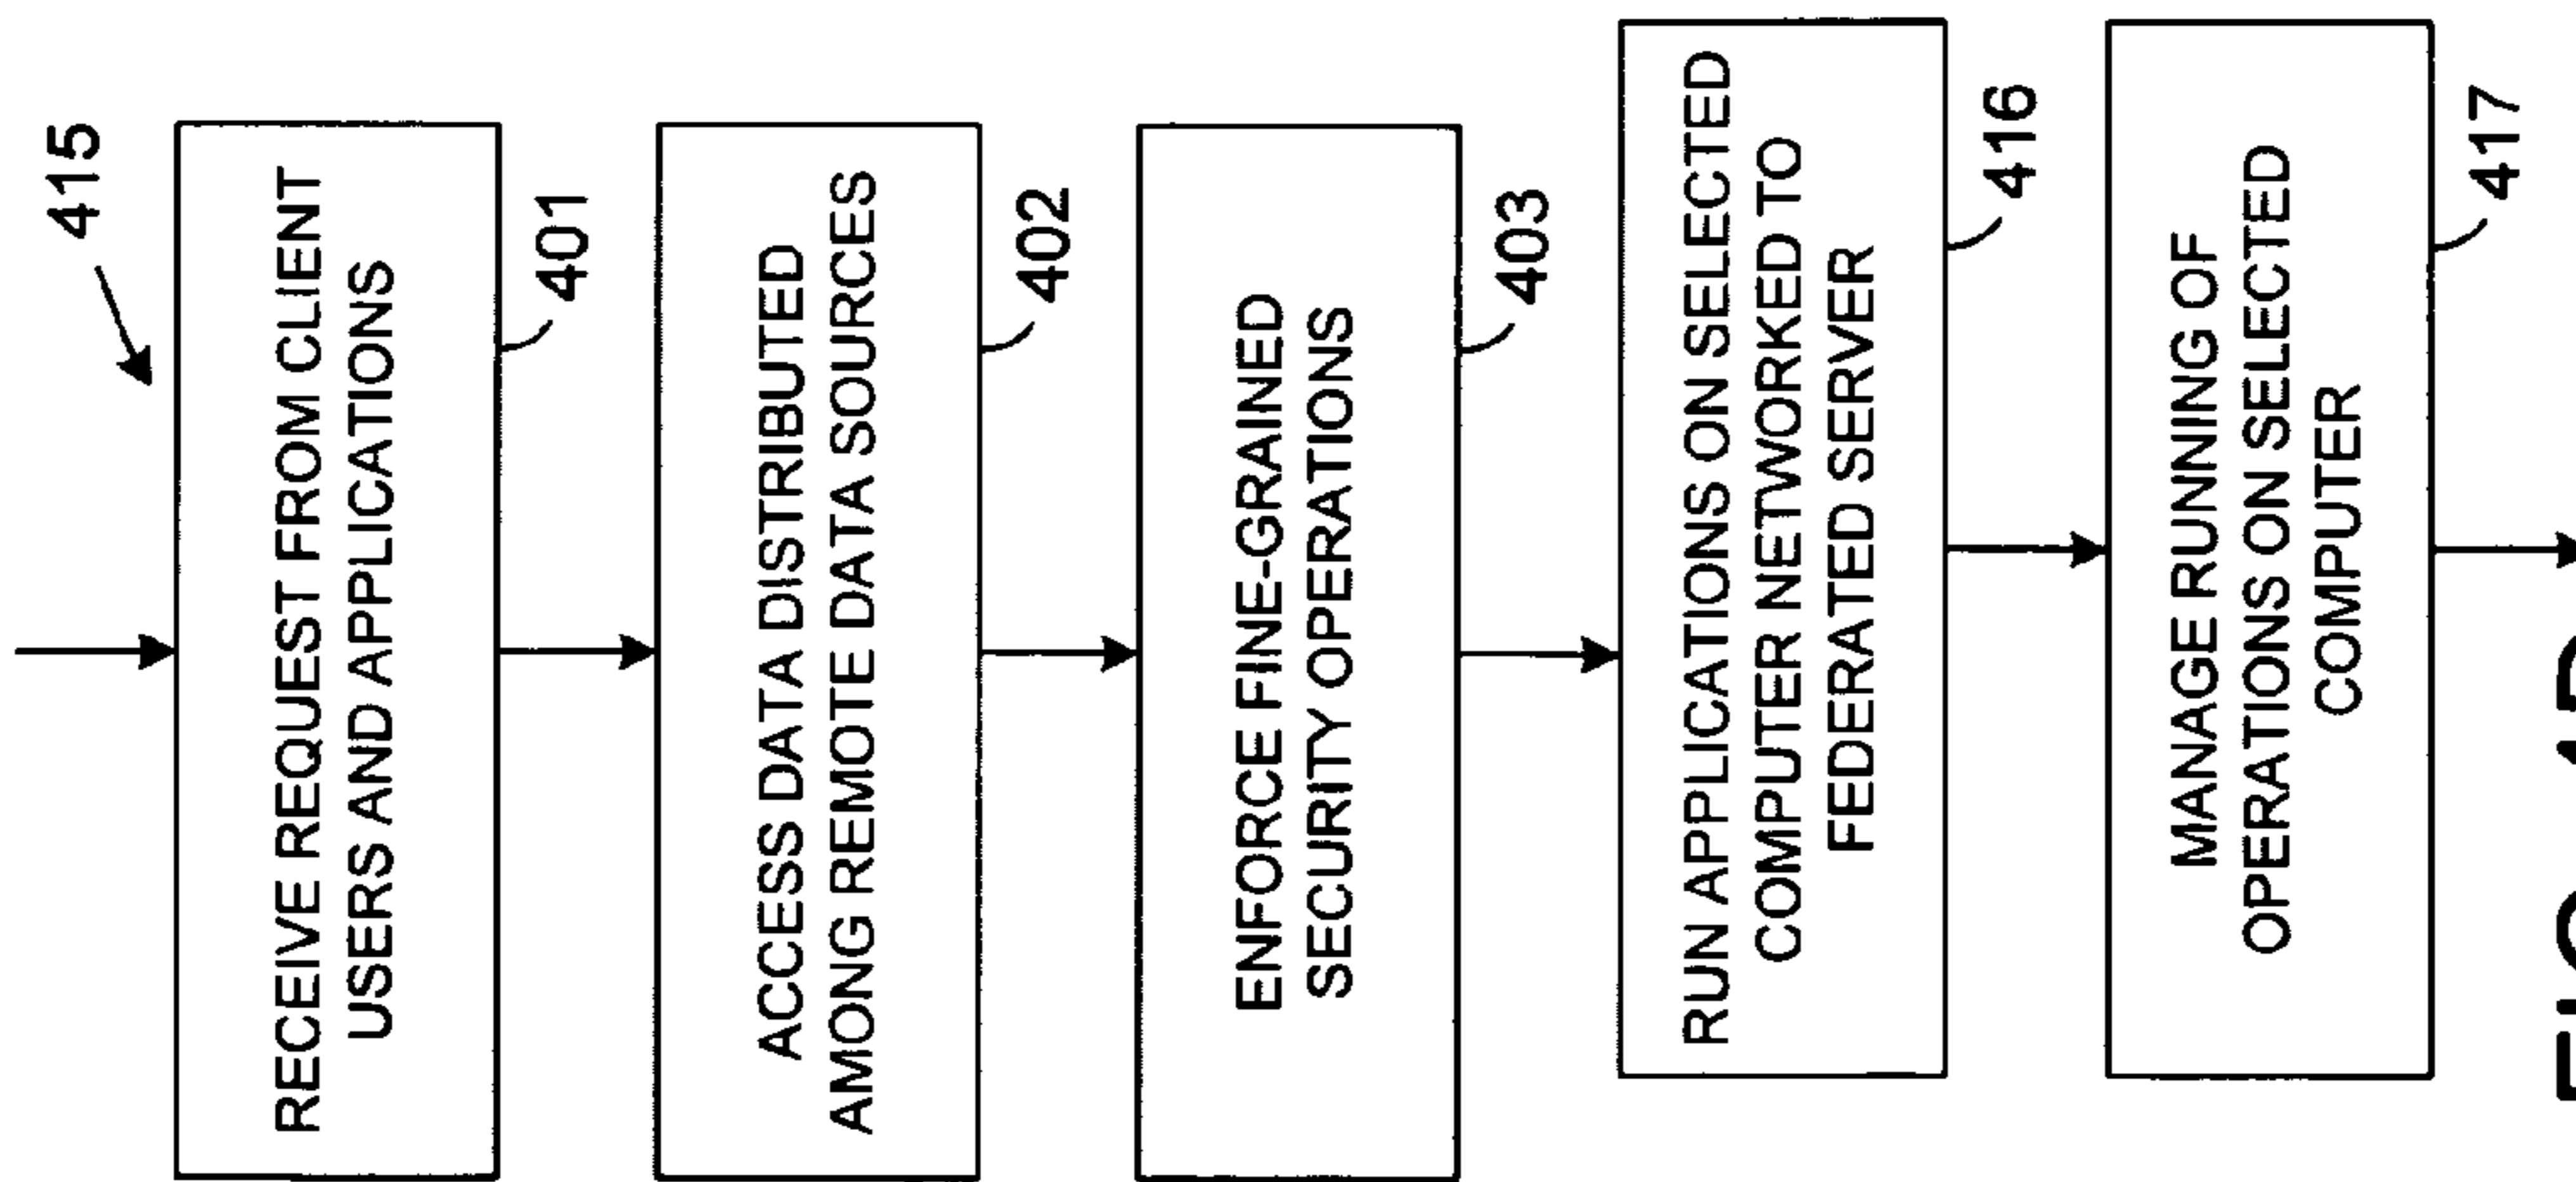 415
RECEIVE REQUEST FROM CLIENT
USERS AND APPLICATIONS
401
ACCESS DATA DISTRIBUTED
AMONG REMOTE DATA SOURCES
402
ENFORCE FINE-GRAINED
SECURITY OPERATIONS
403
RUN APPLICATIONS ON SELECTED
COMPUTER NETWORKED TO
FEDERATED SERVER
416
MANAGE RUNNING OF
OPERATIONS ON SELECTED
COMPUTER
417